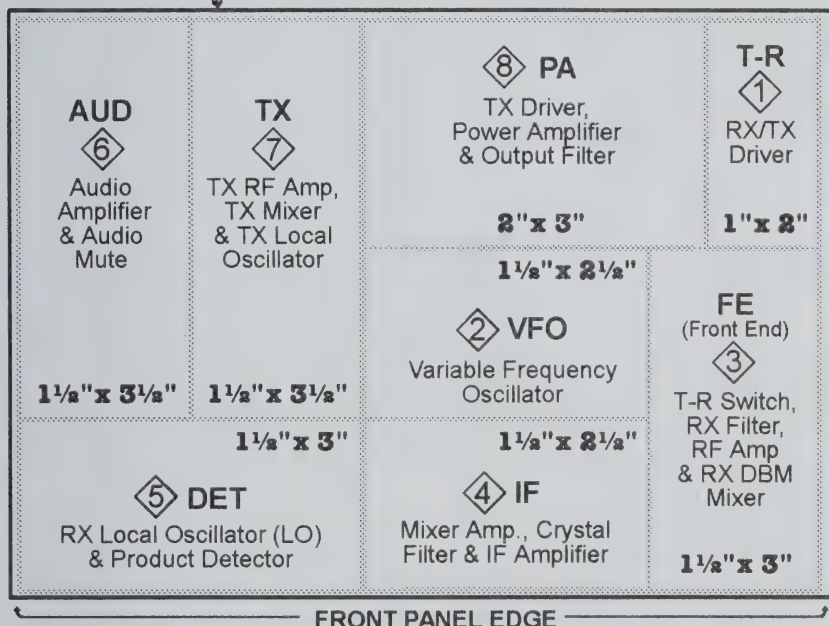 AUD
6
Audio
Amplifier
& Audio
Mute
1½"x 3½"
TX
7
TX RF Amp,
TX Mixer
& TX Local
Oscillator
1½"x 3½"
8 PA
TX Driver,
Power Amplifier
& Output Filter
2"x 3"
T-R
1
RX/TX
Driver
1"x 2"
1½"x 2½"
2 VFO
Variable Frequency
Oscillator
FE
(Front End)
3
T-R Switch,
RX Filter,
RF Amp
& RX DBM
Mixer
1½"x 3"
1½"x 3"
5 DET
RX Local Oscillator (LO)
& Product Detector
1½"x 2½"
4 IF
Mixer Amp., Crystal
Filter & IF Amplifier
FRONT PANEL EDGE